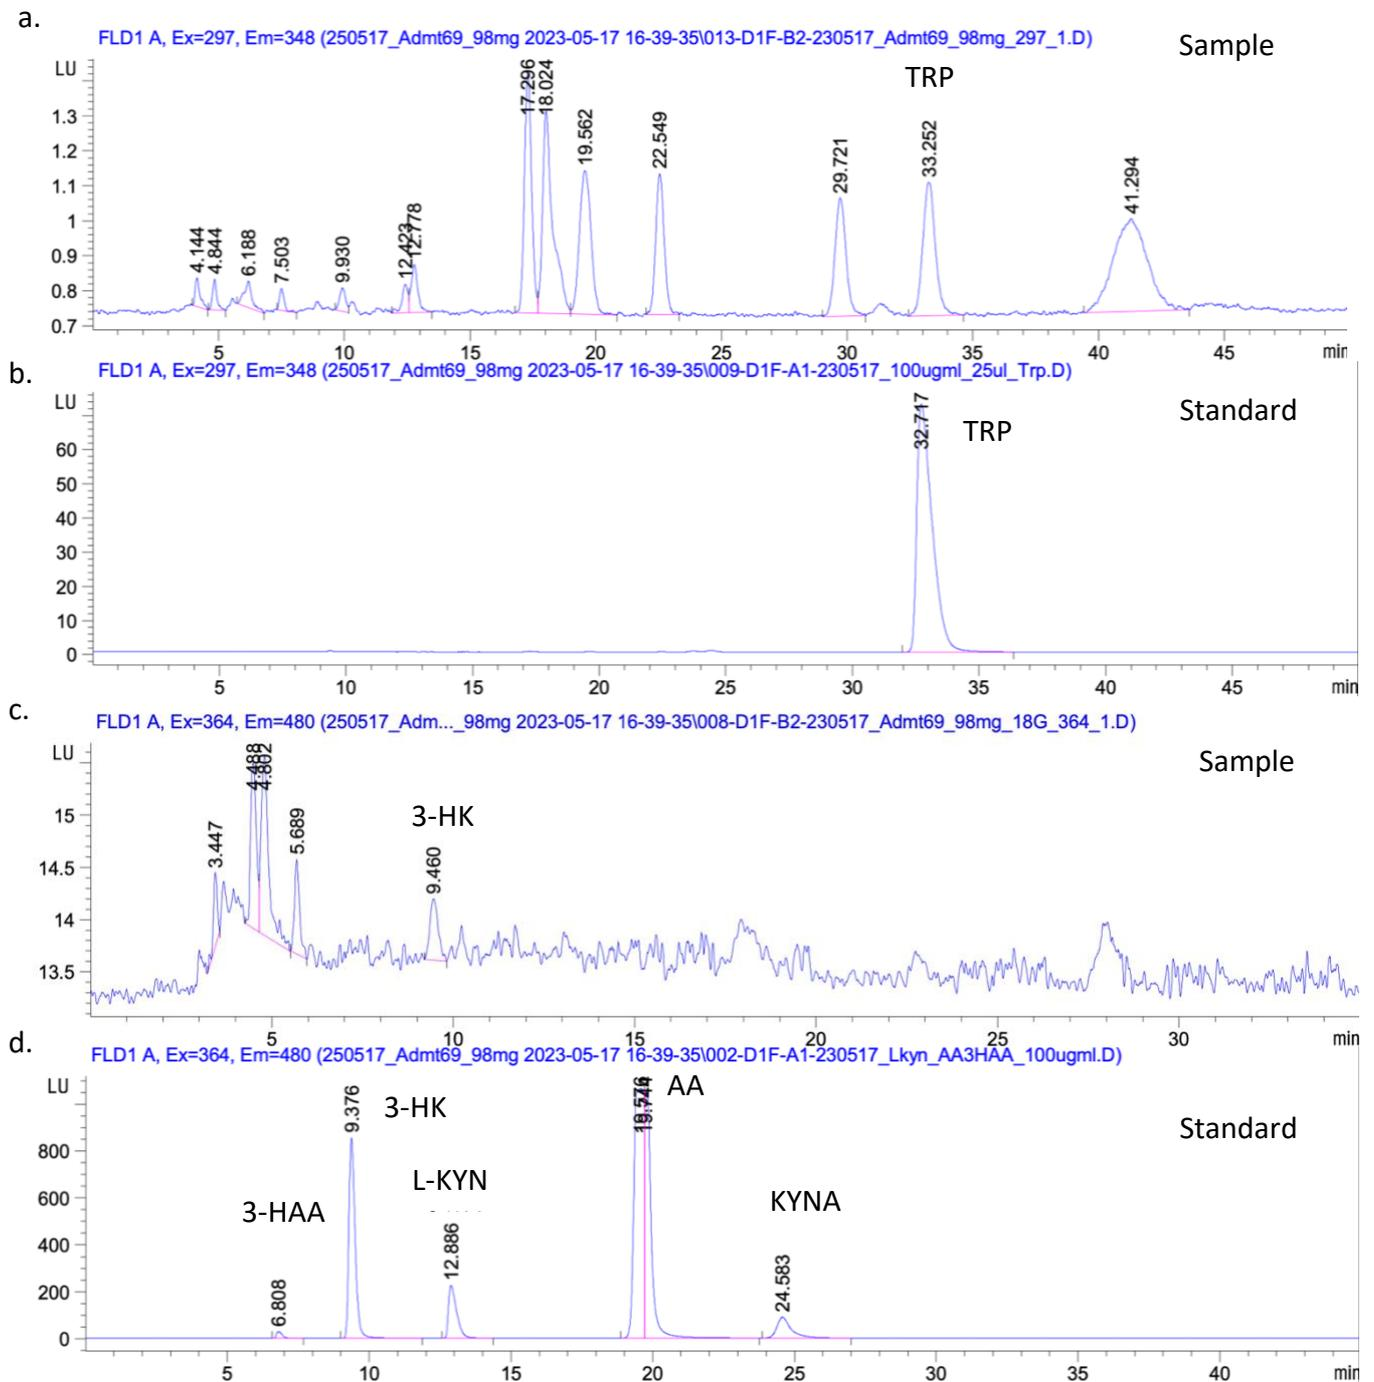 a.
FLD1 A, Ex=297, Em=348 (250517_Admt69_98mg 2023-05-17 16-39-35\013-D1F-B2-230517_Admt69_98mg_297_1.D)
Sample
LU
TRP
1.3
1.2
1.1
1
0.9
0.8
0.7
4.144
4.844
6.188
7.503
9.930
12.423
12.778
17.296
18.024
19.562
22.549
29.721
33.252
41.294
5 10 15 20 25 30 35 40 45 min
b.
FLD1 A, Ex=297, Em=348 (250517_Admt69_98mg 2023-05-17 16-39-35\009-D1F-A1-230517_100ugml_25ul_Trp.D)
LU
Standard
32.717
TRP
60
50
40
30
20
10
0
5 10 15 20 25 30 35 40 45 min
c.
FLD1 A, Ex=364, Em=480 (250517_Adm..._98mg 2023-05-17 16-39-35\008-D1F-B2-230517_Admt69_98mg_18G_364_1.D)
LU
Sample
15
14.5
14
13.5
3.447
4.488
4.802
5.689
3-HK
9.460
5 10 15 20 25 30 min
d.
FLD1 A, Ex=364, Em=480 (250517_Admt69_98mg 2023-05-17 16-39-35\002-D1F-A1-230517_Lkyn_AA3HAA_100ugml.D)
LU
800
600
400
200
0
3-HAA
6.808
9.376
3-HK
L-KYN
12.886
AA
Standard
KYNA
24.583
5 10 15 20 25 30 35 40 min